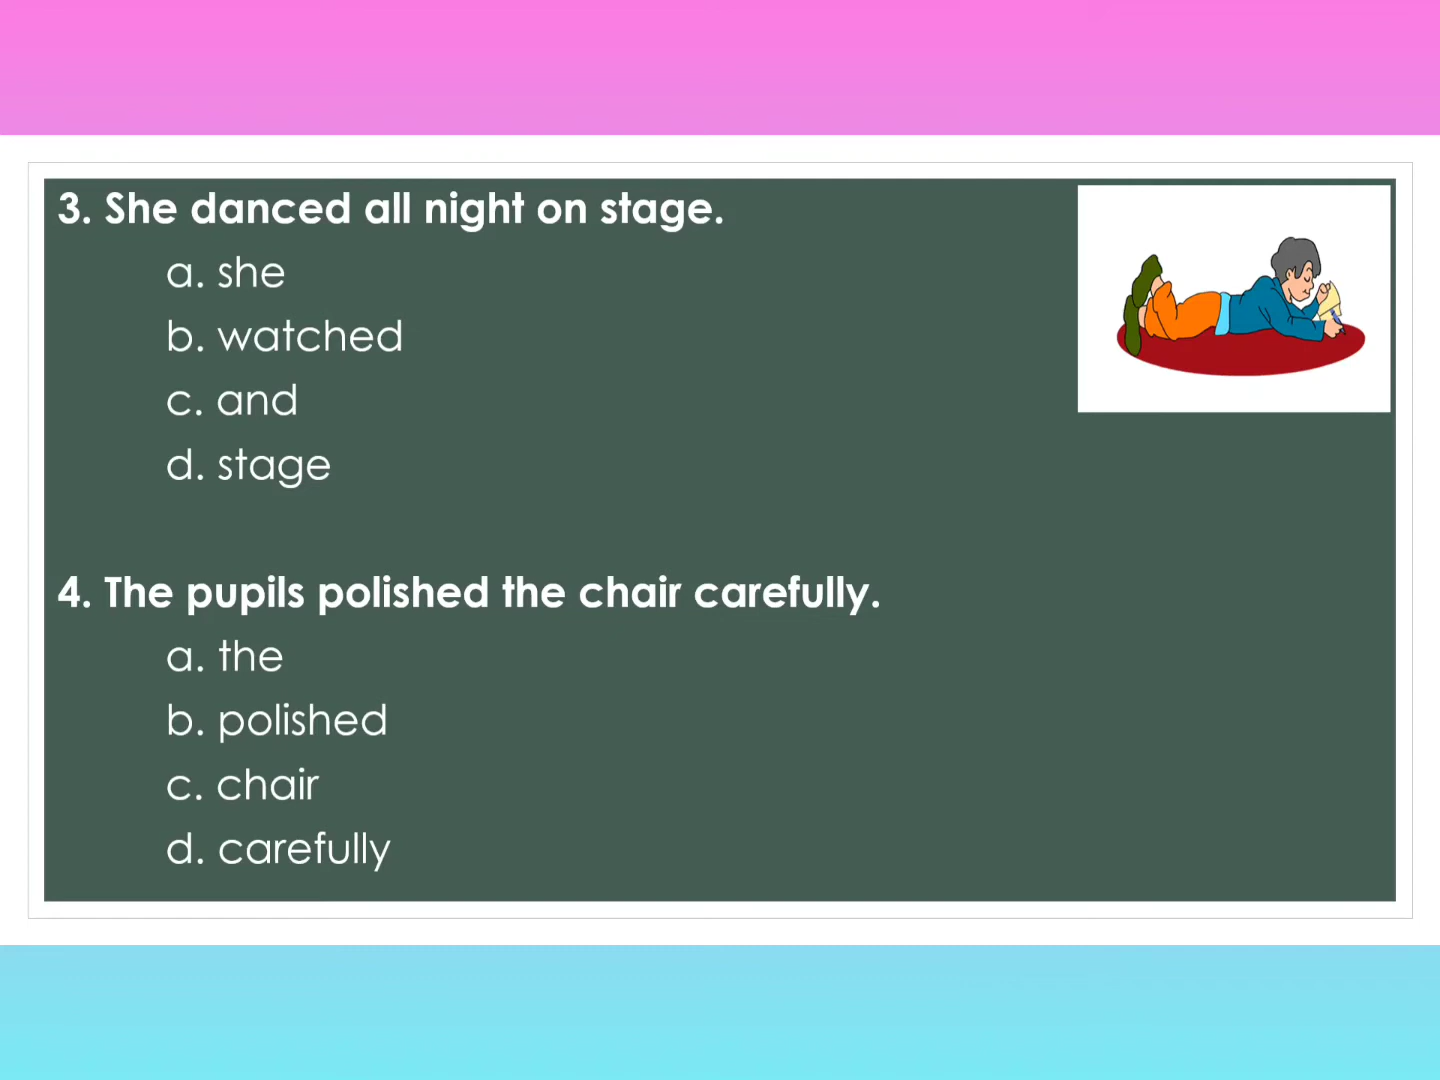 3. She danced all night on stage.
a. she
b. watched
c. and
d. stage
4. The pupils polished the chair carefully.
a. the
b. polished
c. chair
d. carefully